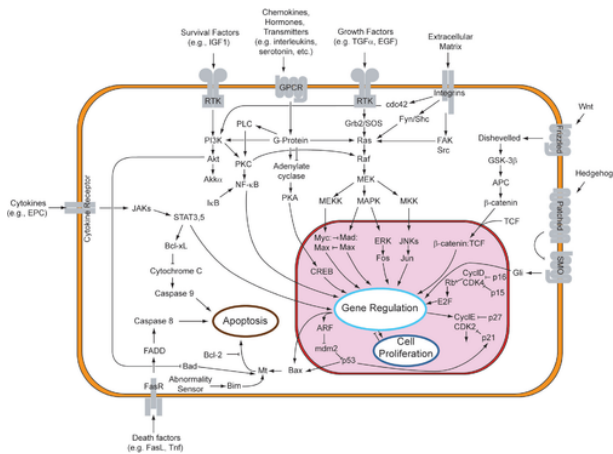 Survival Factors
(e.g., IGF1)
Chemokines,
Hormones,
Transmitters
(e.g. interleukins,
serotonin, etc.)
Growth Factors
(e.g. TGFα, EGF)
Extracellular
Matrix
RTK
GPCR
RTK
Integrins
cdc42
Wnt
PLC
Grb2/SOS
Fyn/Shc
Frizzled
PI3K
G-Protein
Ras
FAK
Src
Dishevelled
Akt
PKC
Adenylate
cyclase
Raf
GSK-3β
Hedgehog
Akkα
NF-κB
MEK
APC
IκB
PKA
MEKK
MAPK
MKK
β-catenin
Patched
Cytokines
(e.g., EPC)
Cytokine Receptor
JAKs
STAT3,5
TCF
Myc:
Mad:
Max
Max
ERK
JNKs
β-catenin:TCF
Fos
Jun
SMO
Bcl-xL
CREB
Gli
CycID
p16
Rb
CDK4
p15
Cytochrome C
E2F
Caspase 9
Gene Regulation
CycIE
p27
CDK2
Caspase 8
Apoptosis
ARF
p21
Cell
Proliferation
mdm2
FADD
Bcl-2
p53
Bad
Mt
Bax
FasR
Abnormality
Sensor
Bim
Death factors
(e.g. FasL, Tnf)